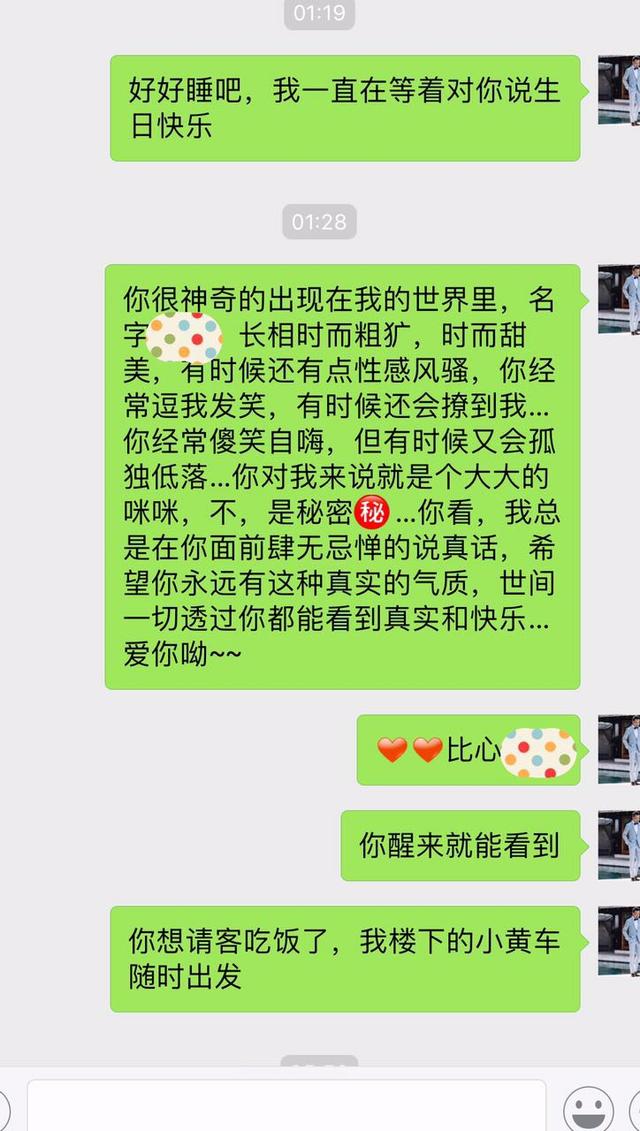 01:19
好好睡吧，我一直在等着对你说生
日快乐
01:28
你很神奇的出现在我的世界里，名
字 长相时而粗犷，时而甜
美，有时候还有点性感风骚，你经
常逗我发笑，有时候还会撩到我...
你经常傻笑自嗨，但有时候又会孤
独低落...你对我来说就是个大大的
咪咪，不，是秘密㊙...你看，我总
是在你面前肆无忌惮的说真话，希
望你永远有这种真实的气质，世间
一切透过你都能看到真实和快乐...
爱你呦~~
❤❤比心
你醒来就能看到
你想请客吃饭了，我楼下的小黄车
随时出发